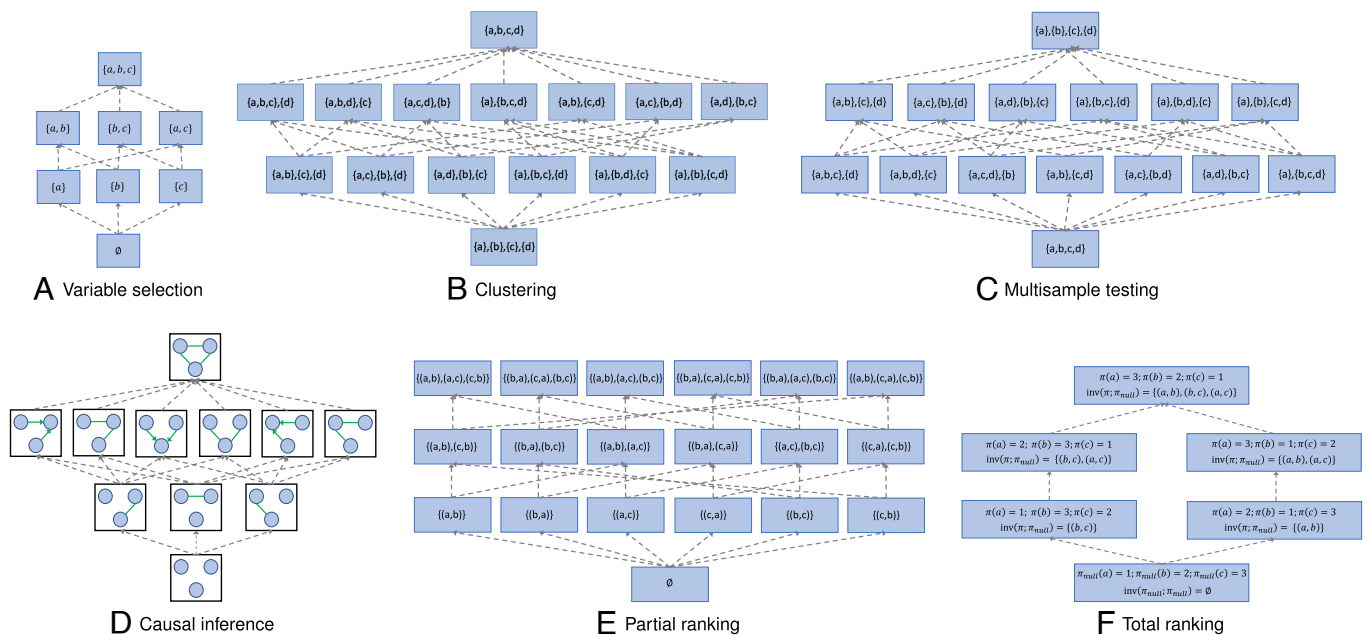 {a,b,c}
{a,b} {b,c} {a,c}
{a} {b} {c}
∅
A Variable selection
{a,b,c,d}
{a,b,c},{d} {a,b,d},{c} {a,c,d},{b} {a},{b,c,d} {a,b},{c,d} {a,c},{b,d} {a,d},{b,c}
{a,b},{c},{d} {a,c},{b},{d} {a,d},{b},{c} {a},{b,c},{d} {a},{b,d},{c} {a},{b},{c,d}
{a},{b},{c},{d}
B Clustering
{a},{b},{c},{d}
{a,b},{c},{d} {a,c},{b},{d} {a,d},{b},{c} {a},{b,c},{d} {a},{b,d},{c} {a},{b},{c,d}
{a,b,c},{d} {a,b,d},{c} {a,c,d},{b} {a,b},{c,d} {a,c},{b,d} {a,d},{b,c} {a},{b,c,d}
{a,b,c,d}
C Multisample testing
D Causal inference
{(a,b),(a,c),(c,b)} {(b,a),(c,a),(b,c)} {(a,b),(a,c),(b,c)} {(b,a),(c,a),(c,b)} {(b,a),(a,c),(b,c)} {(a,b),(c,a),(c,b)}
{(a,b),(c,b)} {(b,a),(b,c)} {(a,b),(a,c)} {(b,a),(c,a)} {(a,c),(b,c)} {(c,a),(c,b)}
{(a,b)} {(b,a)} {(a,c)} {(c,a)} {(b,c)} {(c,b)}
∅
E Partial ranking
π(a) = 3; π(b) = 2; π(c) = 1
inv(π; π_null) = {(a, b), (b, c), (a, c)}
π(a) = 2; π(b) = 3; π(c) = 1
inv(π; π_null) = {(b, c), (a, c)}
π(a) = 3; π(b) = 1; π(c) = 2
inv(π; π_null) = {(a, b), (a, c)}
π(a) = 1; π(b) = 3; π(c) = 2
inv(π; π_null) = {(b, c)}
π(a) = 2; π(b) = 1; π(c) = 3
inv(π; π_null) = {(a, b)}
π_null(a) = 1; π_null(b) = 2; π_null(c) = 3
inv(π_null; π_null) = ∅
F Total ranking